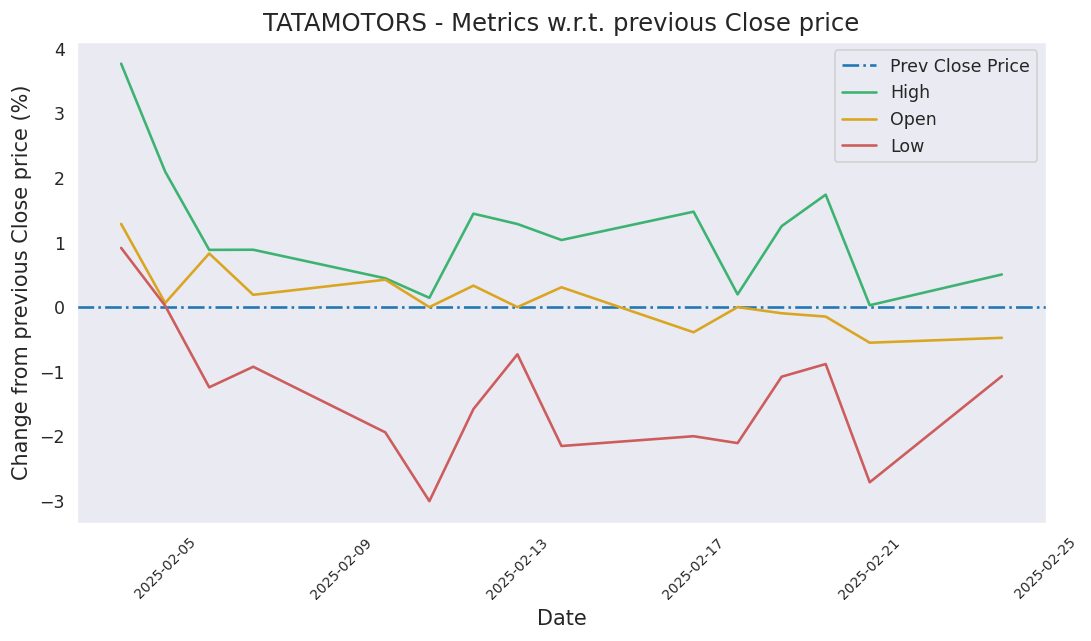 TATAMOTORS - Metrics w.r.t. previous Close price
Change from previous Close price (%)
4
3
2
1
0
−1
−2
−3
Prev Close Price
High
Open
Low
2025-02-05
2025-02-09
2025-02-13
2025-02-17
2025-02-21
2025-02-25
Date